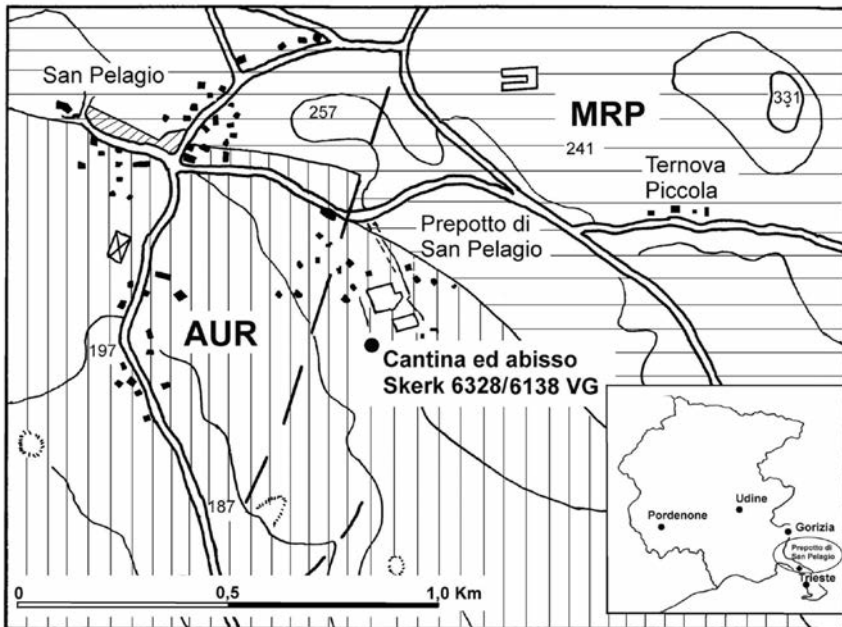 San Pelagio
257
MRP
331
241
Ternova
Piccola
Prepotto di
San Pelagio
AUR
197
Cantina ed abisso
Skerk 6328/6138 VG
187
0
0,5
1,0 Km
Udine
Pordenone
Gorizia
Prepotto di
San Pelagio
Trieste